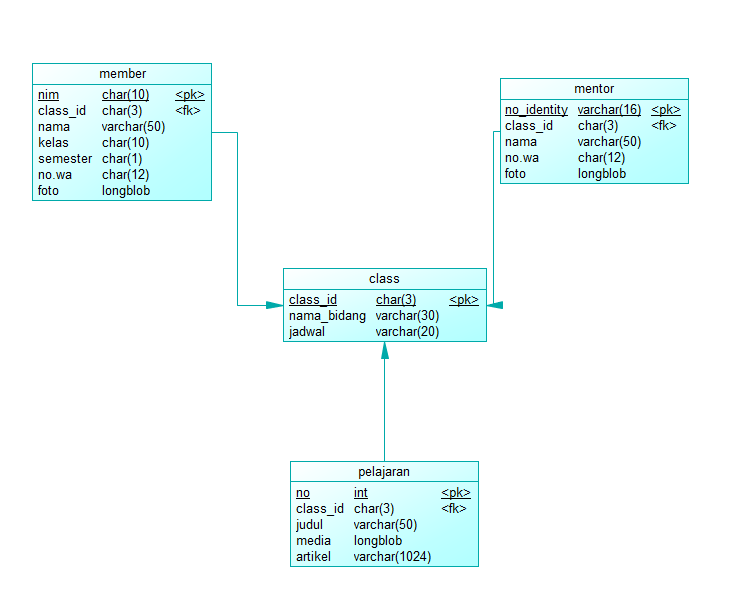 member
nim char(10) <pk>
class_id char(3) <fk>
nama varchar(50)
kelas char(10)
semester char(1)
no.wa char(12)
foto longblob
mentor
no_identity varchar(16) <pk>
class_id char(3) <fk>
nama varchar(50)
no.wa char(12)
foto longblob
class
class_id char(3) <pk>
nama_bidang varchar(30)
jadwal varchar(20)
pelajaran
no int <pk>
class_id char(3) <fk>
judul varchar(50)
media longblob
artikel varchar(1024)